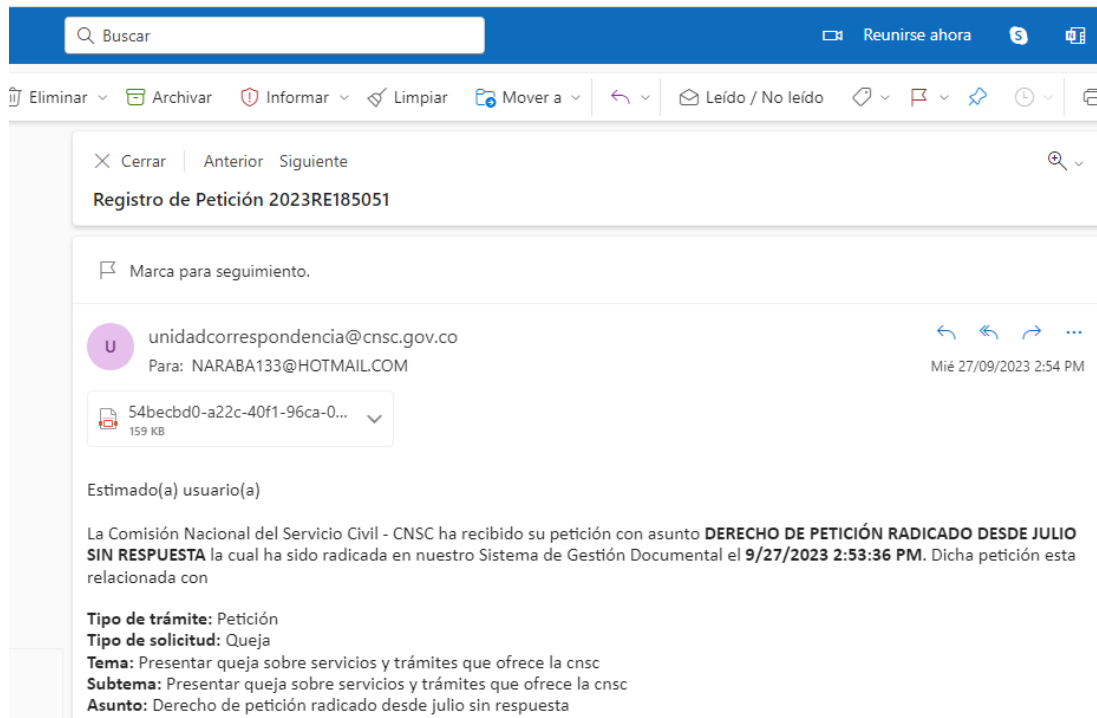 Buscar
Reunirse ahora
Eliminar
Archivar
Informar
Limpiar
Mover a
Leído / No leído
Cerrar
Anterior
Siguiente
Registro de Petición 2023RE185051
Marca para seguimiento.
U
unidadcorrespondencia@cnsc.gov.co
Para: NARABA133@HOTMAIL.COM
Mié 27/09/2023 2:54 PM
54becbd0-a22c-40f1-96ca-0...
159 KB
Estimado(a) usuario(a)
La Comisión Nacional del Servicio Civil - CNSC ha recibido su petición con asunto DERECHO DE PETICIÓN RADICADO DESDE JULIO
SIN RESPUESTA la cual ha sido radicada en nuestro Sistema de Gestión Documental el 9/27/2023 2:53:36 PM. Dicha petición esta
relacionada con
Tipo de trámite: Petición
Tipo de solicitud: Queja
Tema: Presentar queja sobre servicios y trámites que ofrece la cnsc
Subtema: Presentar queja sobre servicios y trámites que ofrece la cnsc
Asunto: Derecho de petición radicado desde julio sin respuesta